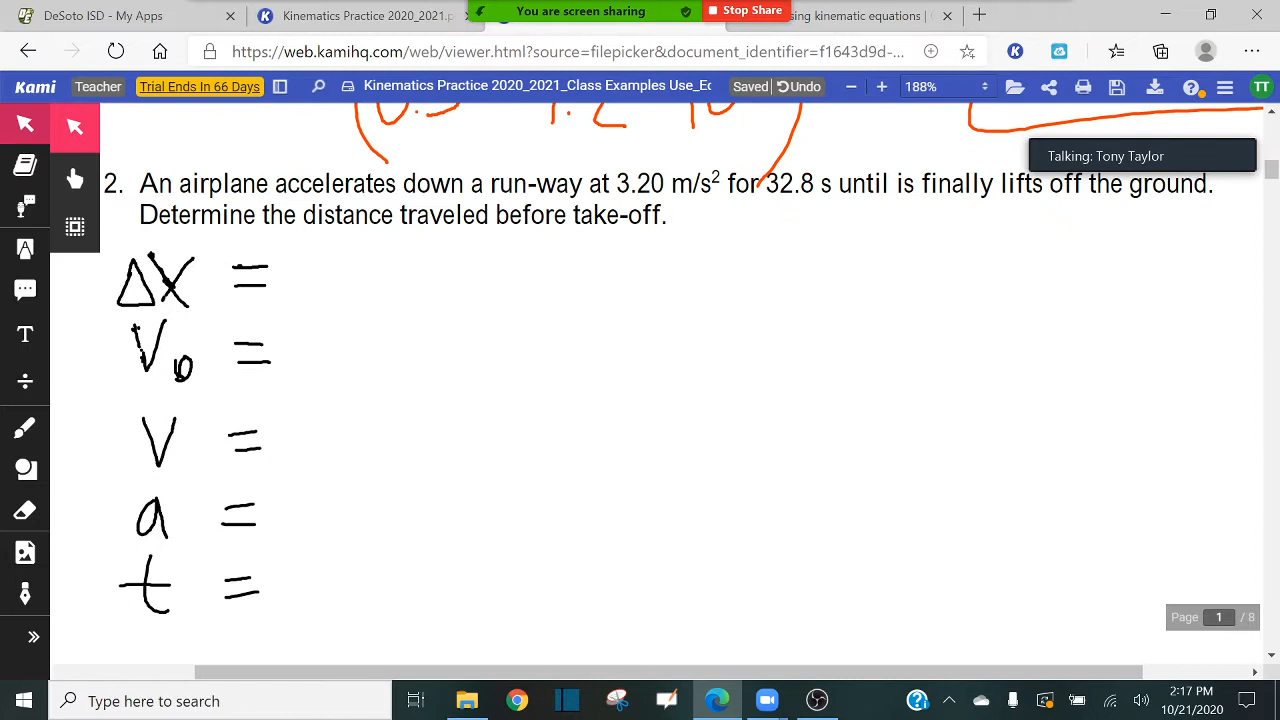 D - My Apps
Kinematics Practice 2020_2021
You are screen sharing
Stop Share
sing kinematic equations (
https://web.kamihq.com/web/viewer.html?source=filepicker&document_identifier=f1643d9d-...
Kami Teacher Trial Ends In 66 Days Kinematics Practice 2020_2021_Class Examples Use_Ec Saved Undo 188% TT
1.2 10
Talking: Tony Taylor
2. An airplane accelerates down a run-way at 3.20 m/s² for 32.8 s until is finally lifts off the ground.
Determine the distance traveled before take-off.
ΔX =
V₀ =
V =
a =
t =
Page 1 / 8
Type here to search
2:17 PM
10/21/2020